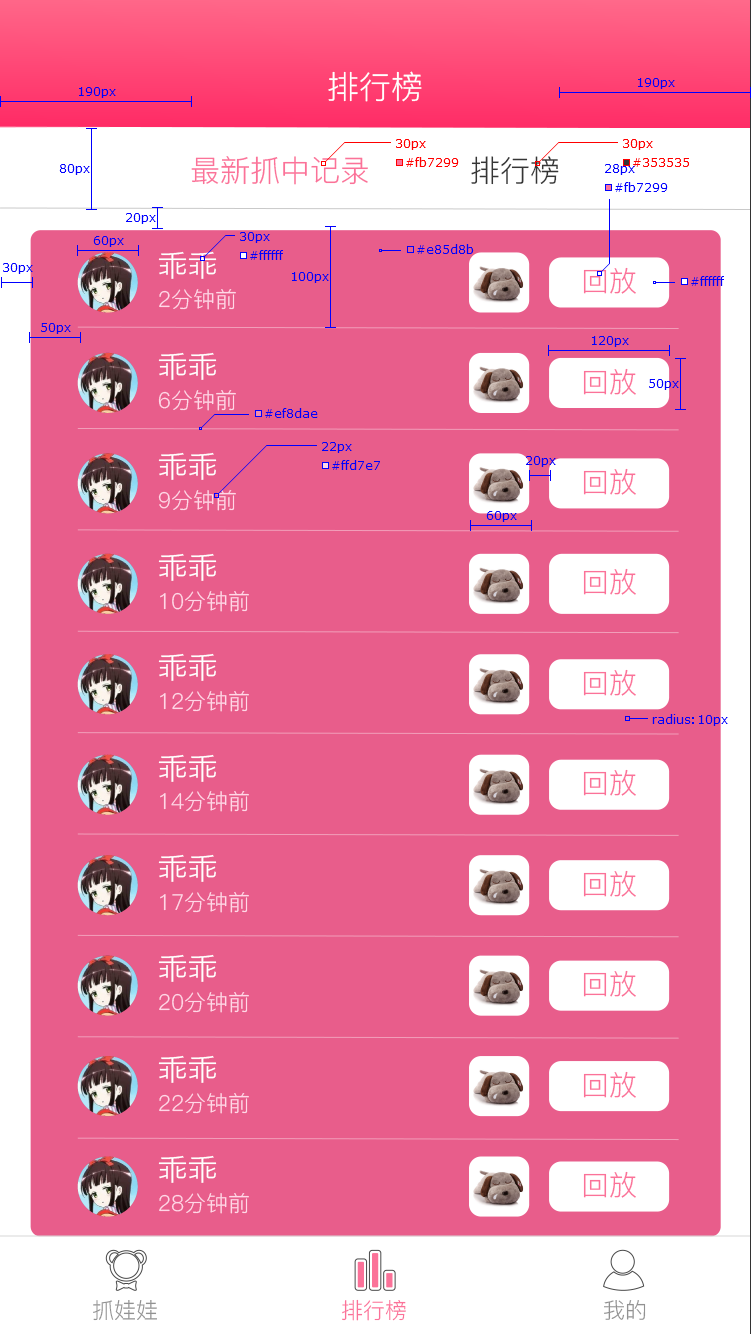 排行榜
190px
190px
80px
最新抓中记录
30px
#fb7299
排行榜
30px
#353535
28px
#fb7299
20px
60px
30px
乖乖
30px
#ffffff
2分钟前
100px
#e85d8b
回放
#ffffff
50px
120px
乖乖
6分钟前
#ef8dae
回放
50px
乖乖
9分钟前
22px
#ffd7e7
20px
60px
回放
乖乖
10分钟前
回放
乖乖
12分钟前
回放
radius: 10px
乖乖
14分钟前
回放
乖乖
17分钟前
回放
乖乖
20分钟前
回放
乖乖
22分钟前
回放
乖乖
28分钟前
回放
抓娃娃
排行榜
我的